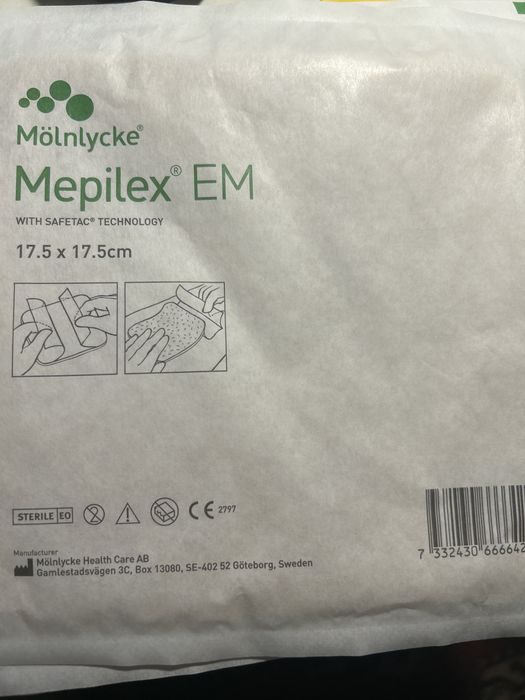 Mölnlycke®
Mepilex® EM
WITH SAFETAC® TECHNOLOGY
17.5 x 17.5cm
STERILE EO
2
CE 2797
Manufacturer
Mölnlycke Health Care AB
Gamlestadsvägen 3C, Box 13080, SE-402 52 Göteborg, Sweden
7 332430 666642